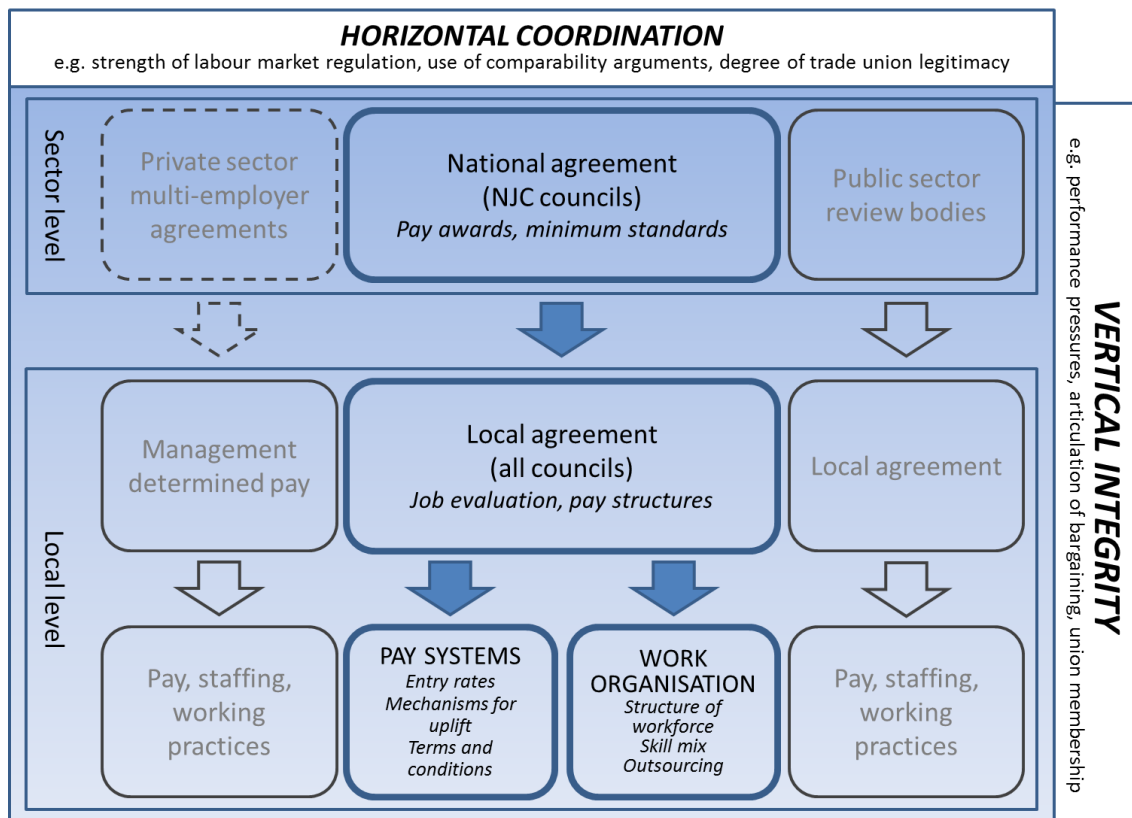 HORIZONTAL COORDINATION
e.g. strength of labour market regulation, use of comparability arguments, degree of trade union legitimacy
Sector level
Private sector
multi-employer
agreements
National agreement
(NJC councils)
Pay awards, minimum standards
Public sector
review bodies
Local level
Management
determined pay
Local agreement
(all councils)
Job evaluation, pay structures
Local agreement
Pay, staffing,
working
practices
PAY SYSTEMS
Entry rates
Mechanisms for
uplift
Terms and
conditions
WORK
ORGANISATION
Structure of
workforce
Skill mix
Outsourcing
Pay, staffing,
working
practices
VERTICAL INTEGRITY
e.g. performance pressures, articulation of bargaining, union membership